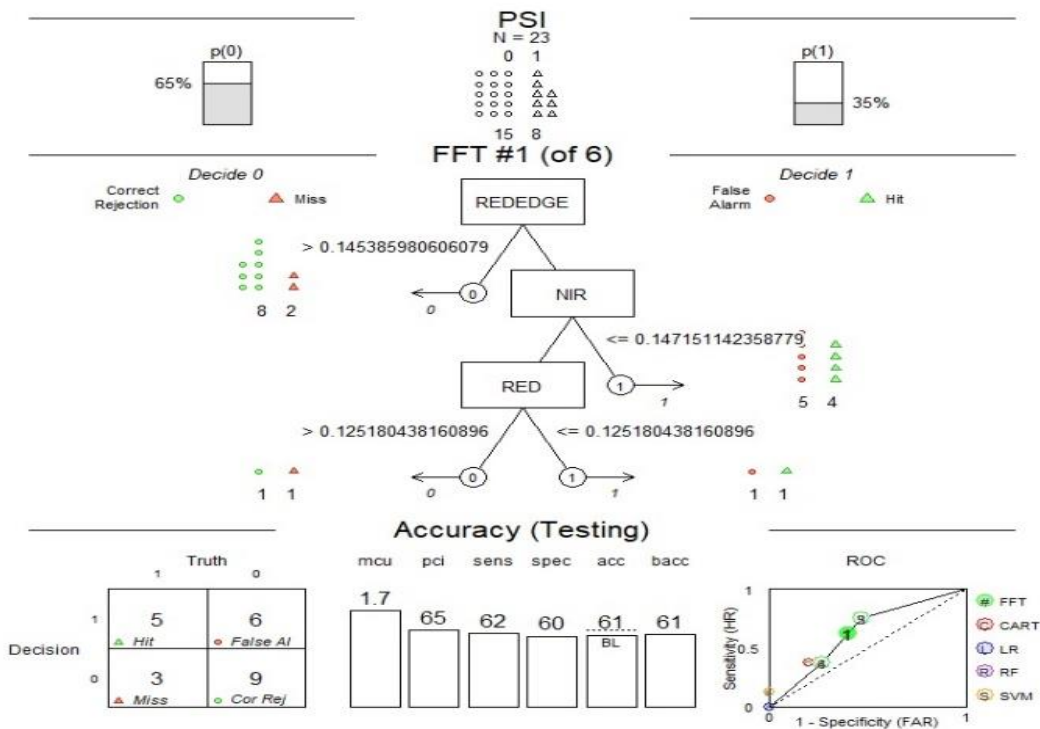 PSI
N = 23
p(0)
0 1
p(1)
65%
35%
15 8
FFT #1 (of 6)
Decide 0
Decide 1
Correct Rejection
Miss
False Alarm
Hit
REDEDGE
> 0.145385980606079
0
0
NIR
8 2
<= 0.147151142358779
RED
1
1
5 4
> 0.125180438160896
<= 0.125180438160896
0
0
1
1
1 1
1 1
Accuracy (Testing)
Truth
1 0
Decision
1
5
Hit
6
False Al
0
3
Miss
9
Cor Rej
mcu pci sens spec acc bacc
1.7 65 62 60 61 61
BL
ROC
1
0.5
0
Sensitivity (HR)
0 1
1 - Specificity (FAR)
1
6
S
C
# FFT
C CART
L LR
R RF
S SVM